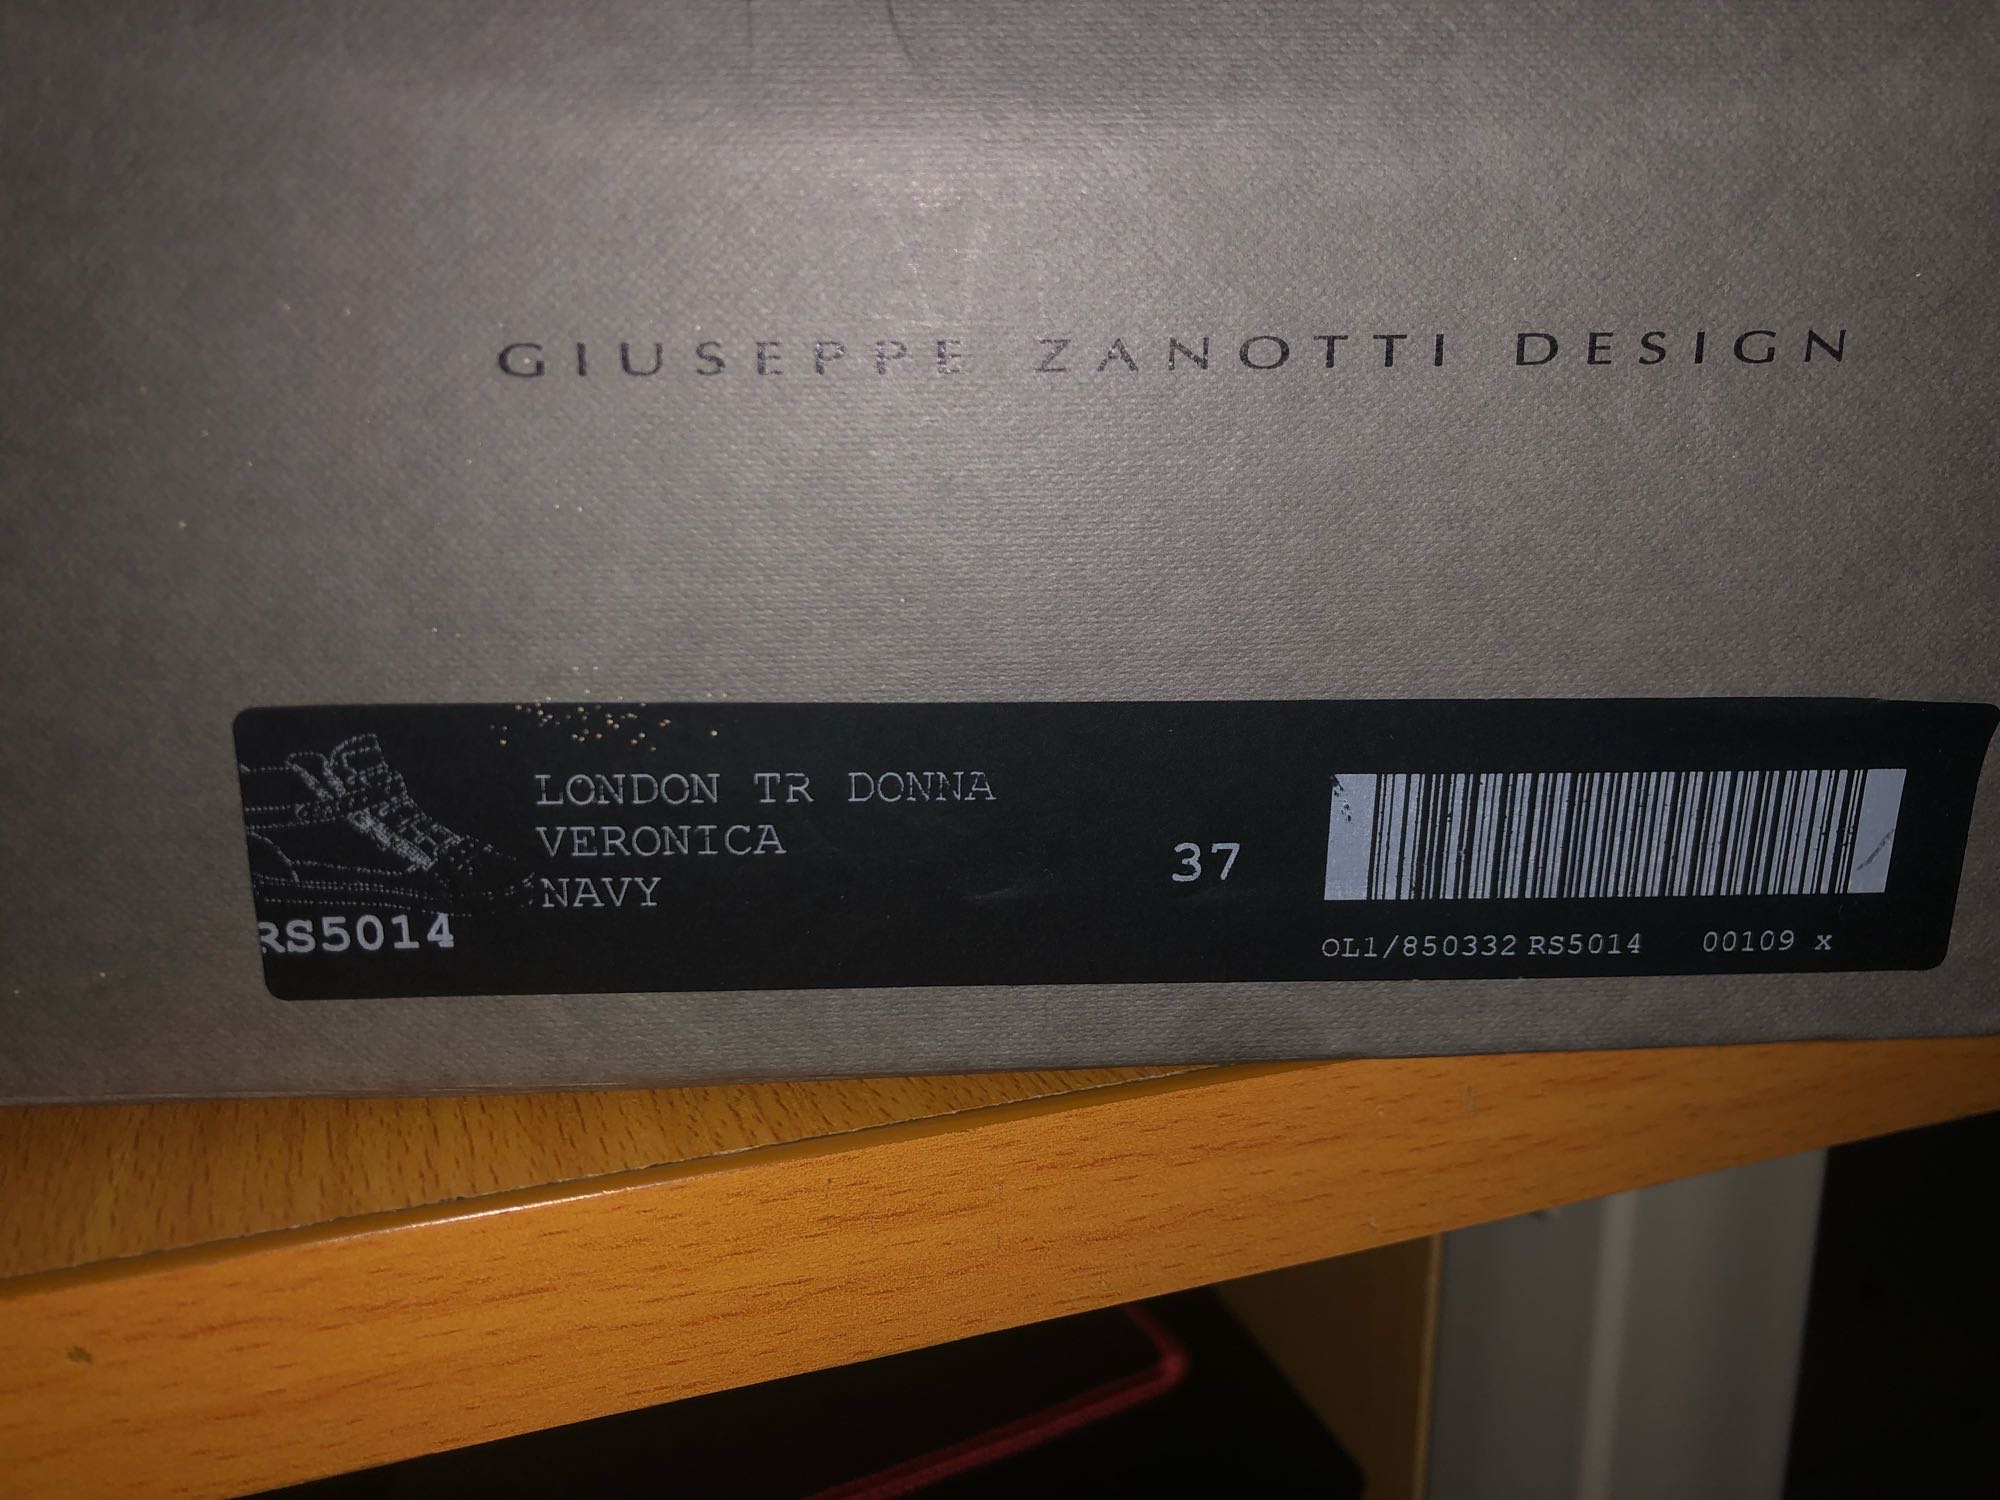 GIUSEPPE ZANOTTI DESIGN
LONDON TR DONNA
VERONICA
NAVY
RS5014
37
OL1/850332 RS5014 00109 x